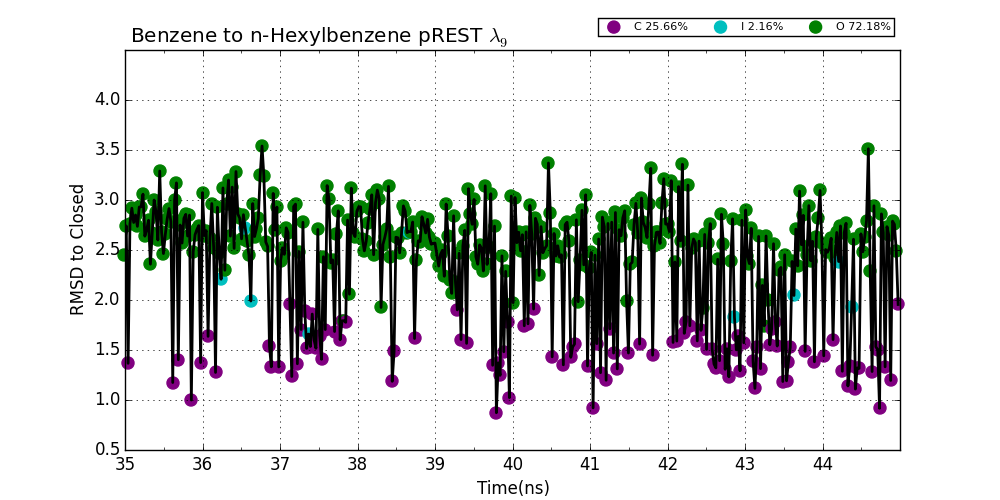 C 25.66% I 2.16% O 72.18%
Benzene to n-Hexylbenzene pREST λ₉
4.0
3.5
3.0
2.5
2.0
1.5
1.0
0.5
RMSD to Closed
35 36 37 38 39 40 41 42 43 44
Time(ns)